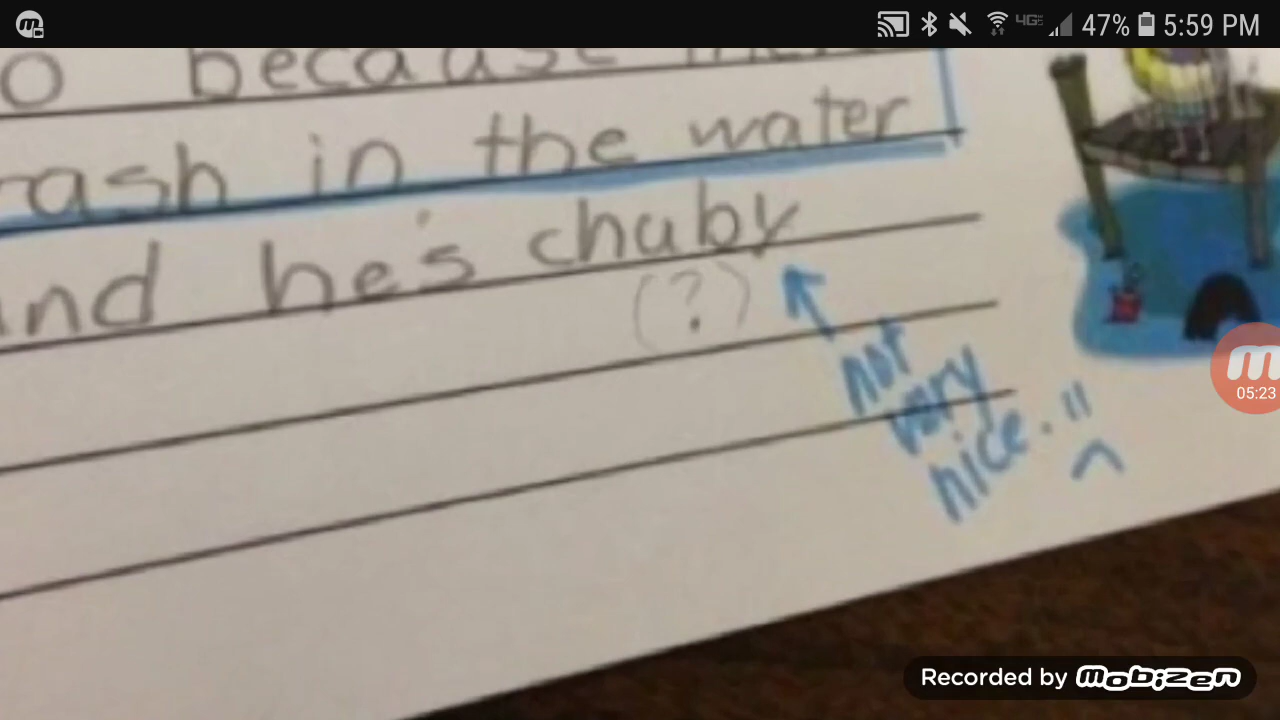 47% 5:59 PM
o because
rash in the water
and he's chuby
(?)
not
very
nice.
05:23
Recorded by mobizen